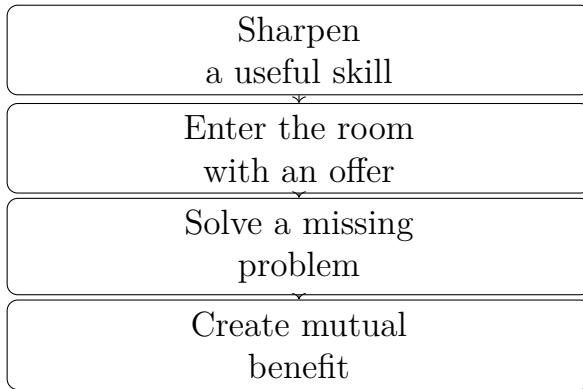 Sharpen
a useful skill
Enter the room
with an offer
Solve a missing
problem
Create mutual
benefit